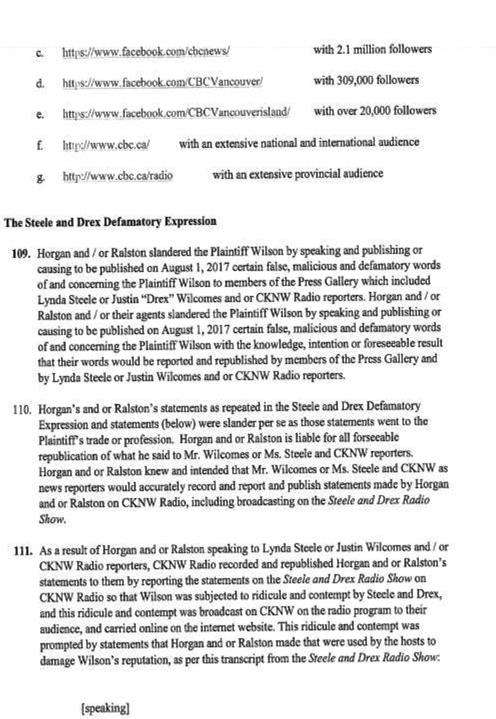 c. https://www.facebook.com/cbcnews/ with 2.1 million followers
d. https://www.facebook.com/CBCVancouver/ with 309,000 followers
e. https://www.facebook.com/CBCVancouverisland/ with over 20,000 followers
f. http://www.cbc.ca/ with an extensive national and international audience
g. http://www.cbc.ca/radio with an extensive provincial audience
The Steele and Drex Defamatory Expression
109. Horgan and / or Ralston slandered the Plaintiff Wilson by speaking and publishing or
causing to be published on August 1, 2017 certain false, malicious and defamatory words
of and concerning the Plaintiff Wilson to members of the Press Gallery which included
Lynda Steele or Justin “Drex” Wilcomes and or CKNW Radio reporters. Horgan and / or
Ralston and / or their agents slandered the Plaintiff Wilson by speaking and publishing or
causing to be published on August 1, 2017 certain false, malicious and defamatory words
of and concerning the Plaintiff Wilson with the knowledge, intention or foreseeable result
that their words would be reported and republished by members of the Press Gallery and
by Lynda Steele or Justin Wilcomes and or CKNW Radio reporters.
110. Horgan's and or Ralston's statements as repeated in the Steele and Drex Defamatory
Expression and statements (below) were slander per se as those statements went to the
Plaintiff's trade or profession. Horgan and or Ralston is liable for all forseeable
republication of what he said to Mr. Wilcomes or Ms. Steele and CKNW reporters.
Horgan and or Ralston knew and intended that Mr. Wilcomes or Ms. Steele and CKNW as
news reporters would accurately record and report and publish statements made by Horgan
and or Ralston on CKNW Radio, including broadcasting on the Steele and Drex Radio
Show.
111. As a result of Horgan and or Ralston speaking to Lynda Steele or Justin Wilcomes and / or
CKNW Radio reporters, CKNW Radio recorded and republished Horgan and or Ralston's
statements to them by reporting the statements on the Steele and Drex Radio Show on
CKNW Radio so that Wilson was subjected to ridicule and contempt by Steele and Drex,
and this ridicule and contempt was broadcast on CKNW on the radio program to their
audience, and carried online on the internet website. This ridicule and contempt was
prompted by statements that Horgan and or Ralston made that were used by the hosts to
damage Wilson's reputation, as per this transcript from the Steele and Drex Radio Show:
[speaking]